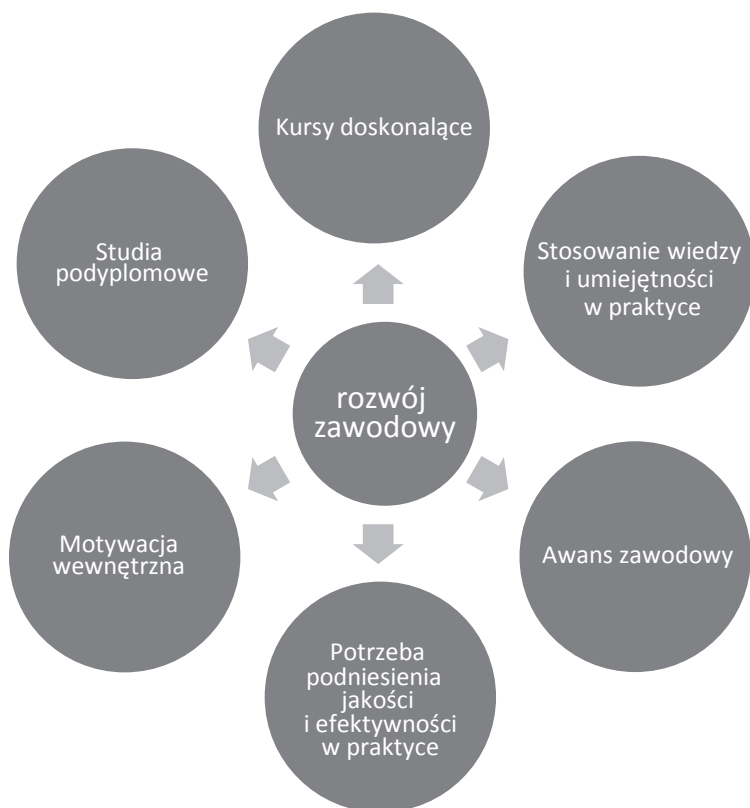 Kursy doskonalące
Studia
podyplomowe
Stosowanie wiedzy
i umiejętności
w praktyce
rozwój
zawodowy
Motywacja
wewnętrzna
Awans zawodowy
Potrzeba
podniesienia
jakości
i efektywności
w praktyce